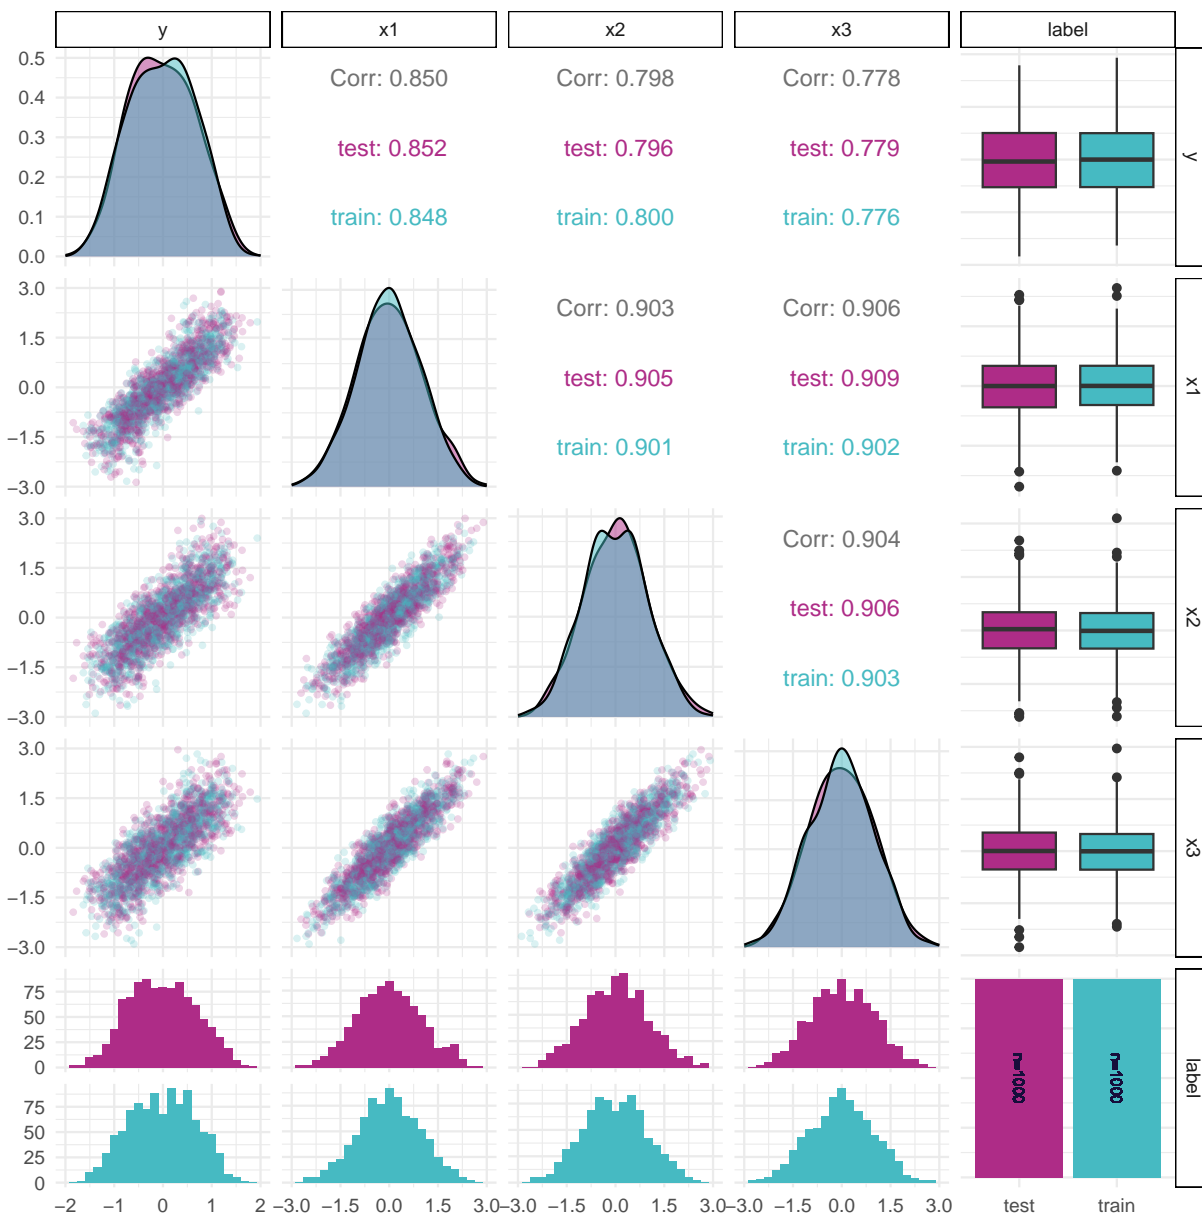 y x1 x2 x3 label
0.5 Corr: 0.850 Corr: 0.798 Corr: 0.778
0.4
test: 0.852 test: 0.796 test: 0.779
0.3
y
0.2
train: 0.848 train: 0.800 train: 0.776
0.1
0.0
3.0 Corr: 0.903 Corr: 0.906
1.5
0.0 test: 0.905 test: 0.909
x1
−1.5 train: 0.901 train: 0.902
−3.0
3.0 Corr: 0.904
1.5
0.0 test: 0.906
x2
−1.5 train: 0.903
−3.0
3.0
1.5
0.0
x3
−1.5
−3.0
75
50
25
0
n=1000 n=1000
label
75
50
25
0
−2 −1 0 1 2 −3.0 −1.5 0.0 1.5 3.0 −3.0 −1.5 0.0 1.5 3.0 −3.0 −1.5 0.0 1.5 3.0 test train